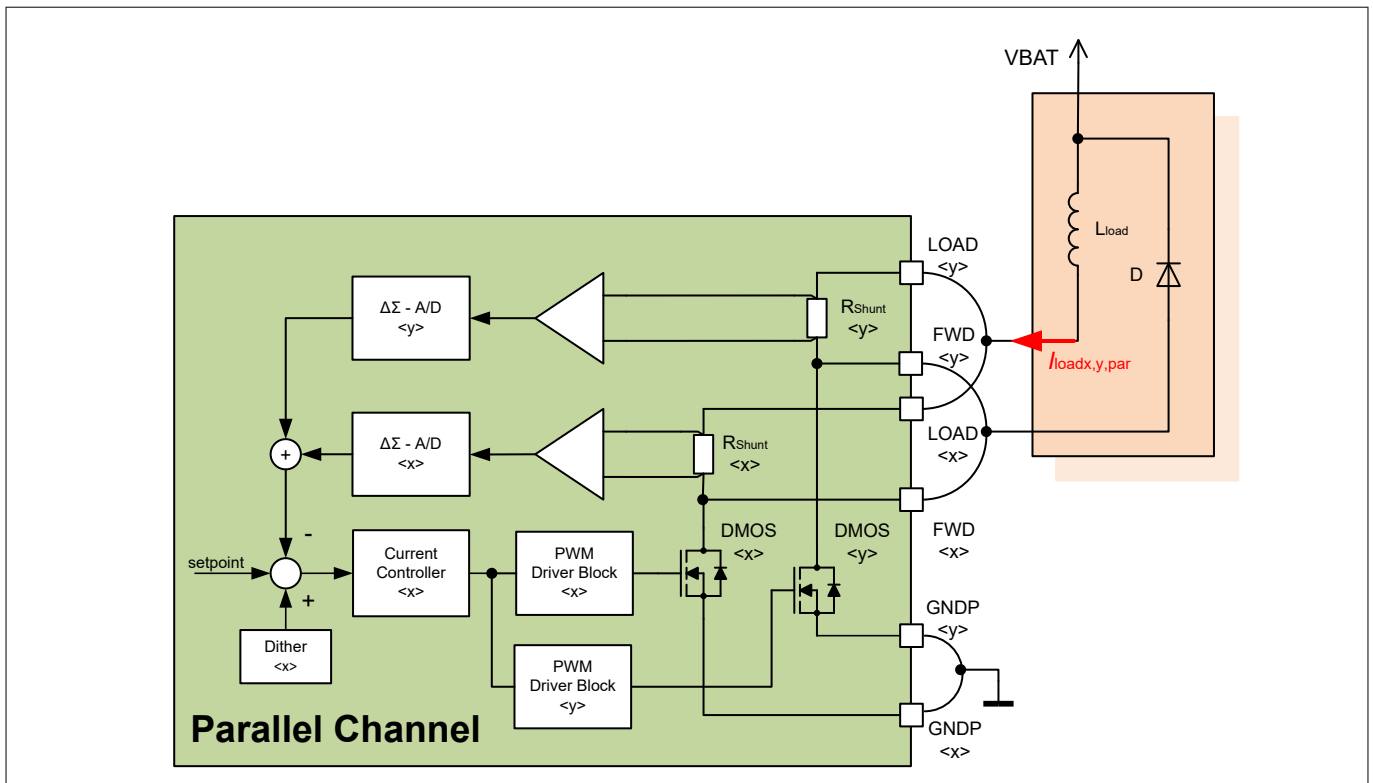 VBAT
LOAD
<y>
Lload
D
ΔΣ - A/D
<y>
RShunt
<y>
FWD
<y>
Iloadx,y,par
ΔΣ - A/D
<x>
RShunt
<x>
LOAD
<x>
+
-
DMOS
<x>
DMOS
<y>
FWD
<x>
setpoint
+
Current
Controller
<x>
PWM
Driver Block
<x>
GNDP
<y>
Dither
<x>
PWM
Driver Block
<y>
GNDP
<x>
Parallel Channel